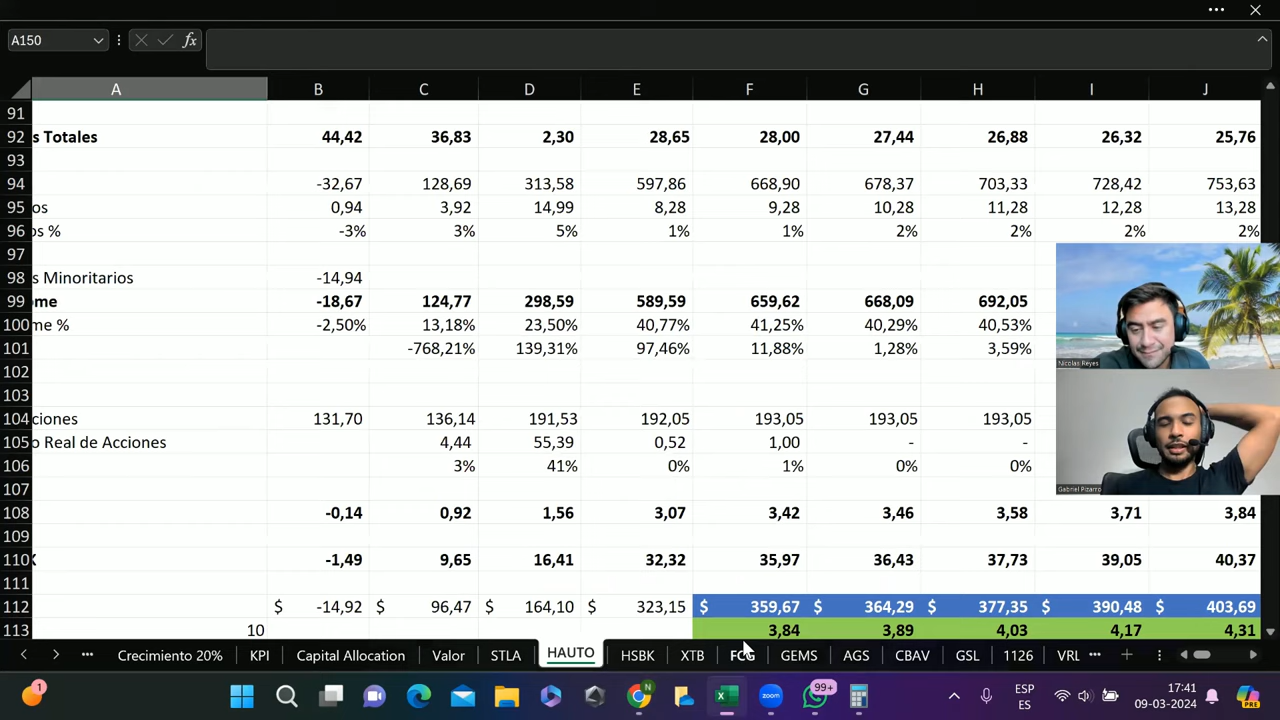 A150 fx
A B C D E F G H I J
91
92 s Totales 44,42 36,83 2,30 28,65 28,00 27,44 26,88 26,32 25,76
93
94 -32,67 128,69 313,58 597,86 668,90 678,37 703,33 728,42 753,63
95 os 0,94 3,92 14,99 8,28 9,28 10,28 11,28 12,28 13,28
96 os % -3% 3% 5% 1% 1% 2% 2% 2% 2%
97
98 s Minoritarios -14,94
99 ome -18,67 124,77 298,59 589,59 659,62 668,09 692,05
100 me % -2,50% 13,18% 23,50% 40,77% 41,25% 40,29% 40,53%
101 -768,21% 139,31% 97,46% 11,88% 1,28% 3,59%
Nicolas Reyes
102
103
104 ciones 131,70 136,14 191,53 192,05 193,05 193,05 193,05
105 o Real de Acciones 4,44 55,39 0,52 1,00 - -
106 3% 41% 0% 1% 0% 0%
107
Gabriel Pizarro
108 -0,14 0,92 1,56 3,07 3,42 3,46 3,58 3,71 3,84
109
110 X -1,49 9,65 16,41 32,32 35,97 36,43 37,73 39,05 40,37
111
112 $ -14,92 $ 96,47 $ 164,10 $ 323,15 $ 359,67 $ 364,29 $ 377,35 $ 390,48 $ 403,69
113 10 3,84 3,89 4,03 4,17 4,31
Crecimiento 20% KPI Capital Allocation Valor STLA HAUTO HSBK XTB GEMS AGS CBAV GSL 1126 VRL
1 99+ ESP 17:41 PRE
ES 09-03-2024